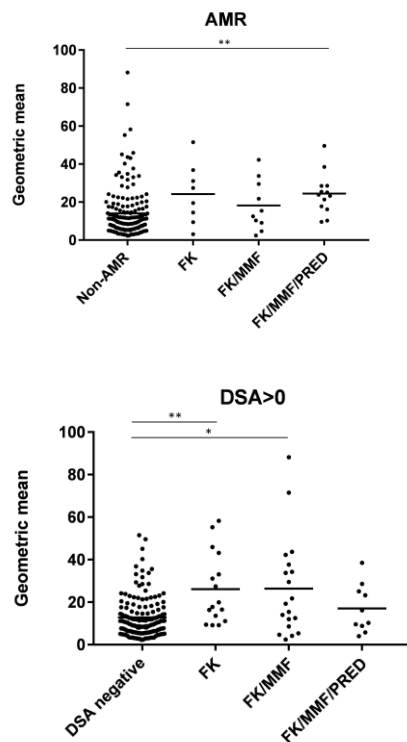 AMR
**
Geometric mean
100
80
60
40
20
0
Non-AMR
FK
FK/MMF
FK/MMF/PRED
DSA>0
**
*
Geometric mean
100
80
60
40
20
0
DSA negative
FK
FK/MMF
FK/MMF/PRED